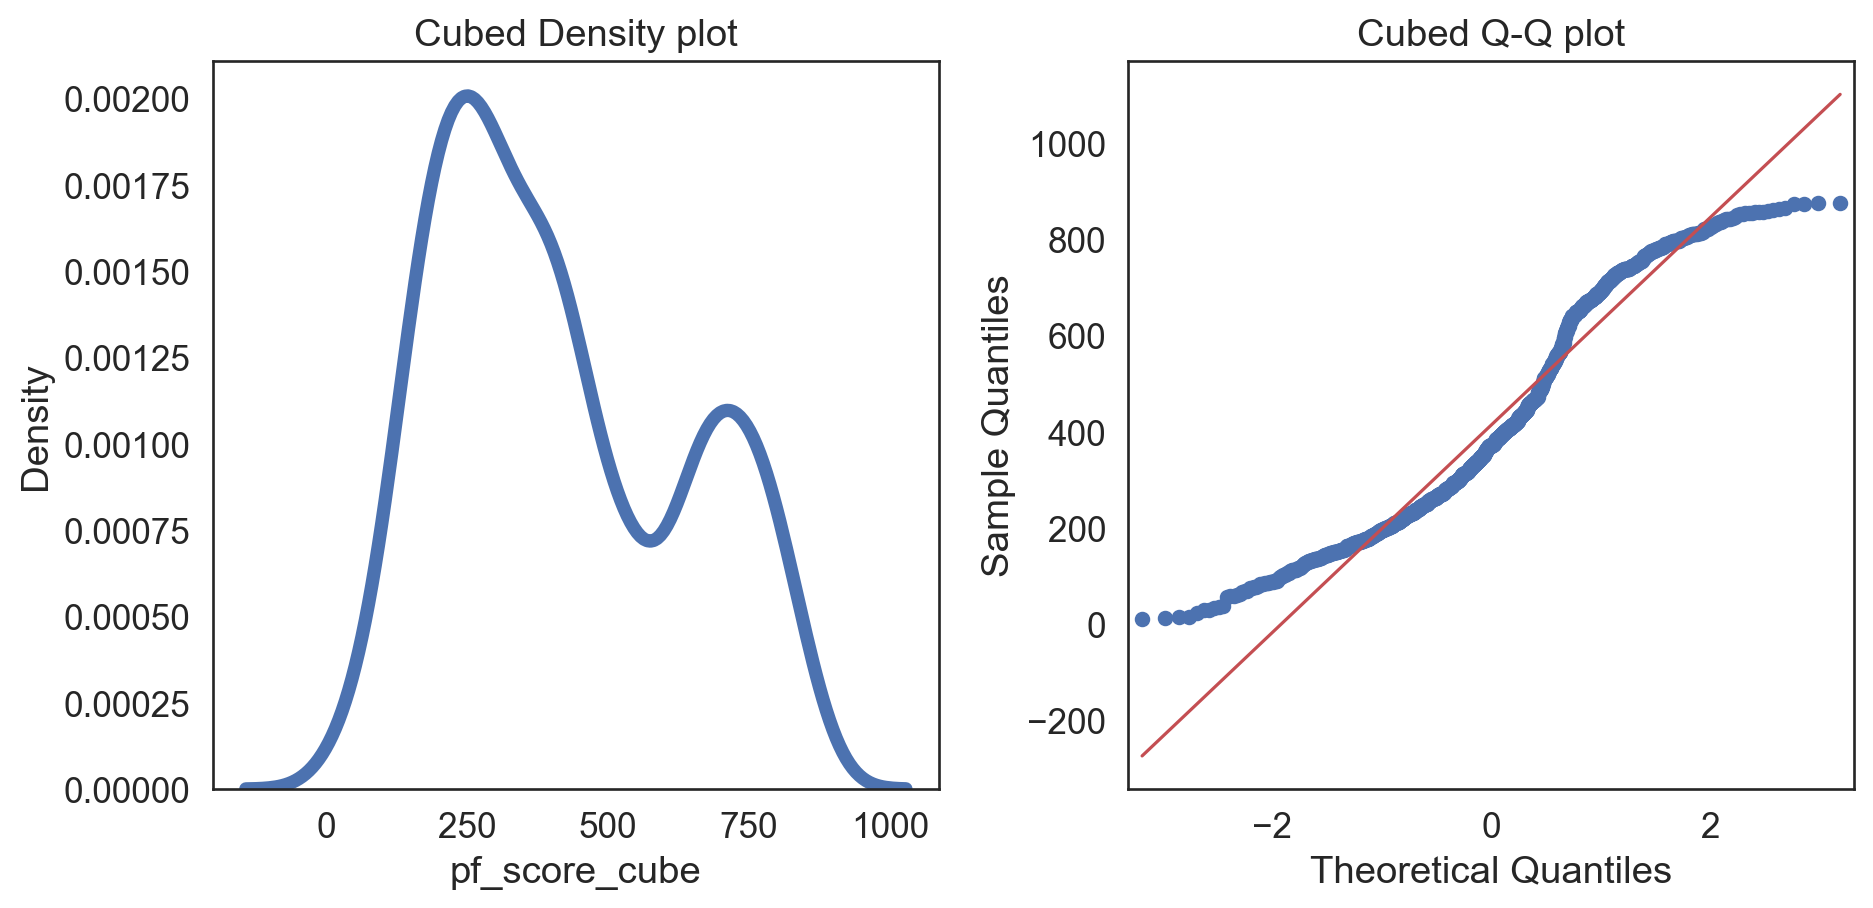 Cubed Density plot
0.00200
0.00175
0.00150
0.00125
0.00100
0.00075
0.00050
0.00025
0.00000
Density
0 250 500 750 1000
pf_score_cube
Cubed Q-Q plot
1000
800
600
400
200
0
−200
Sample Quantiles
−2 0 2
Theoretical Quantiles